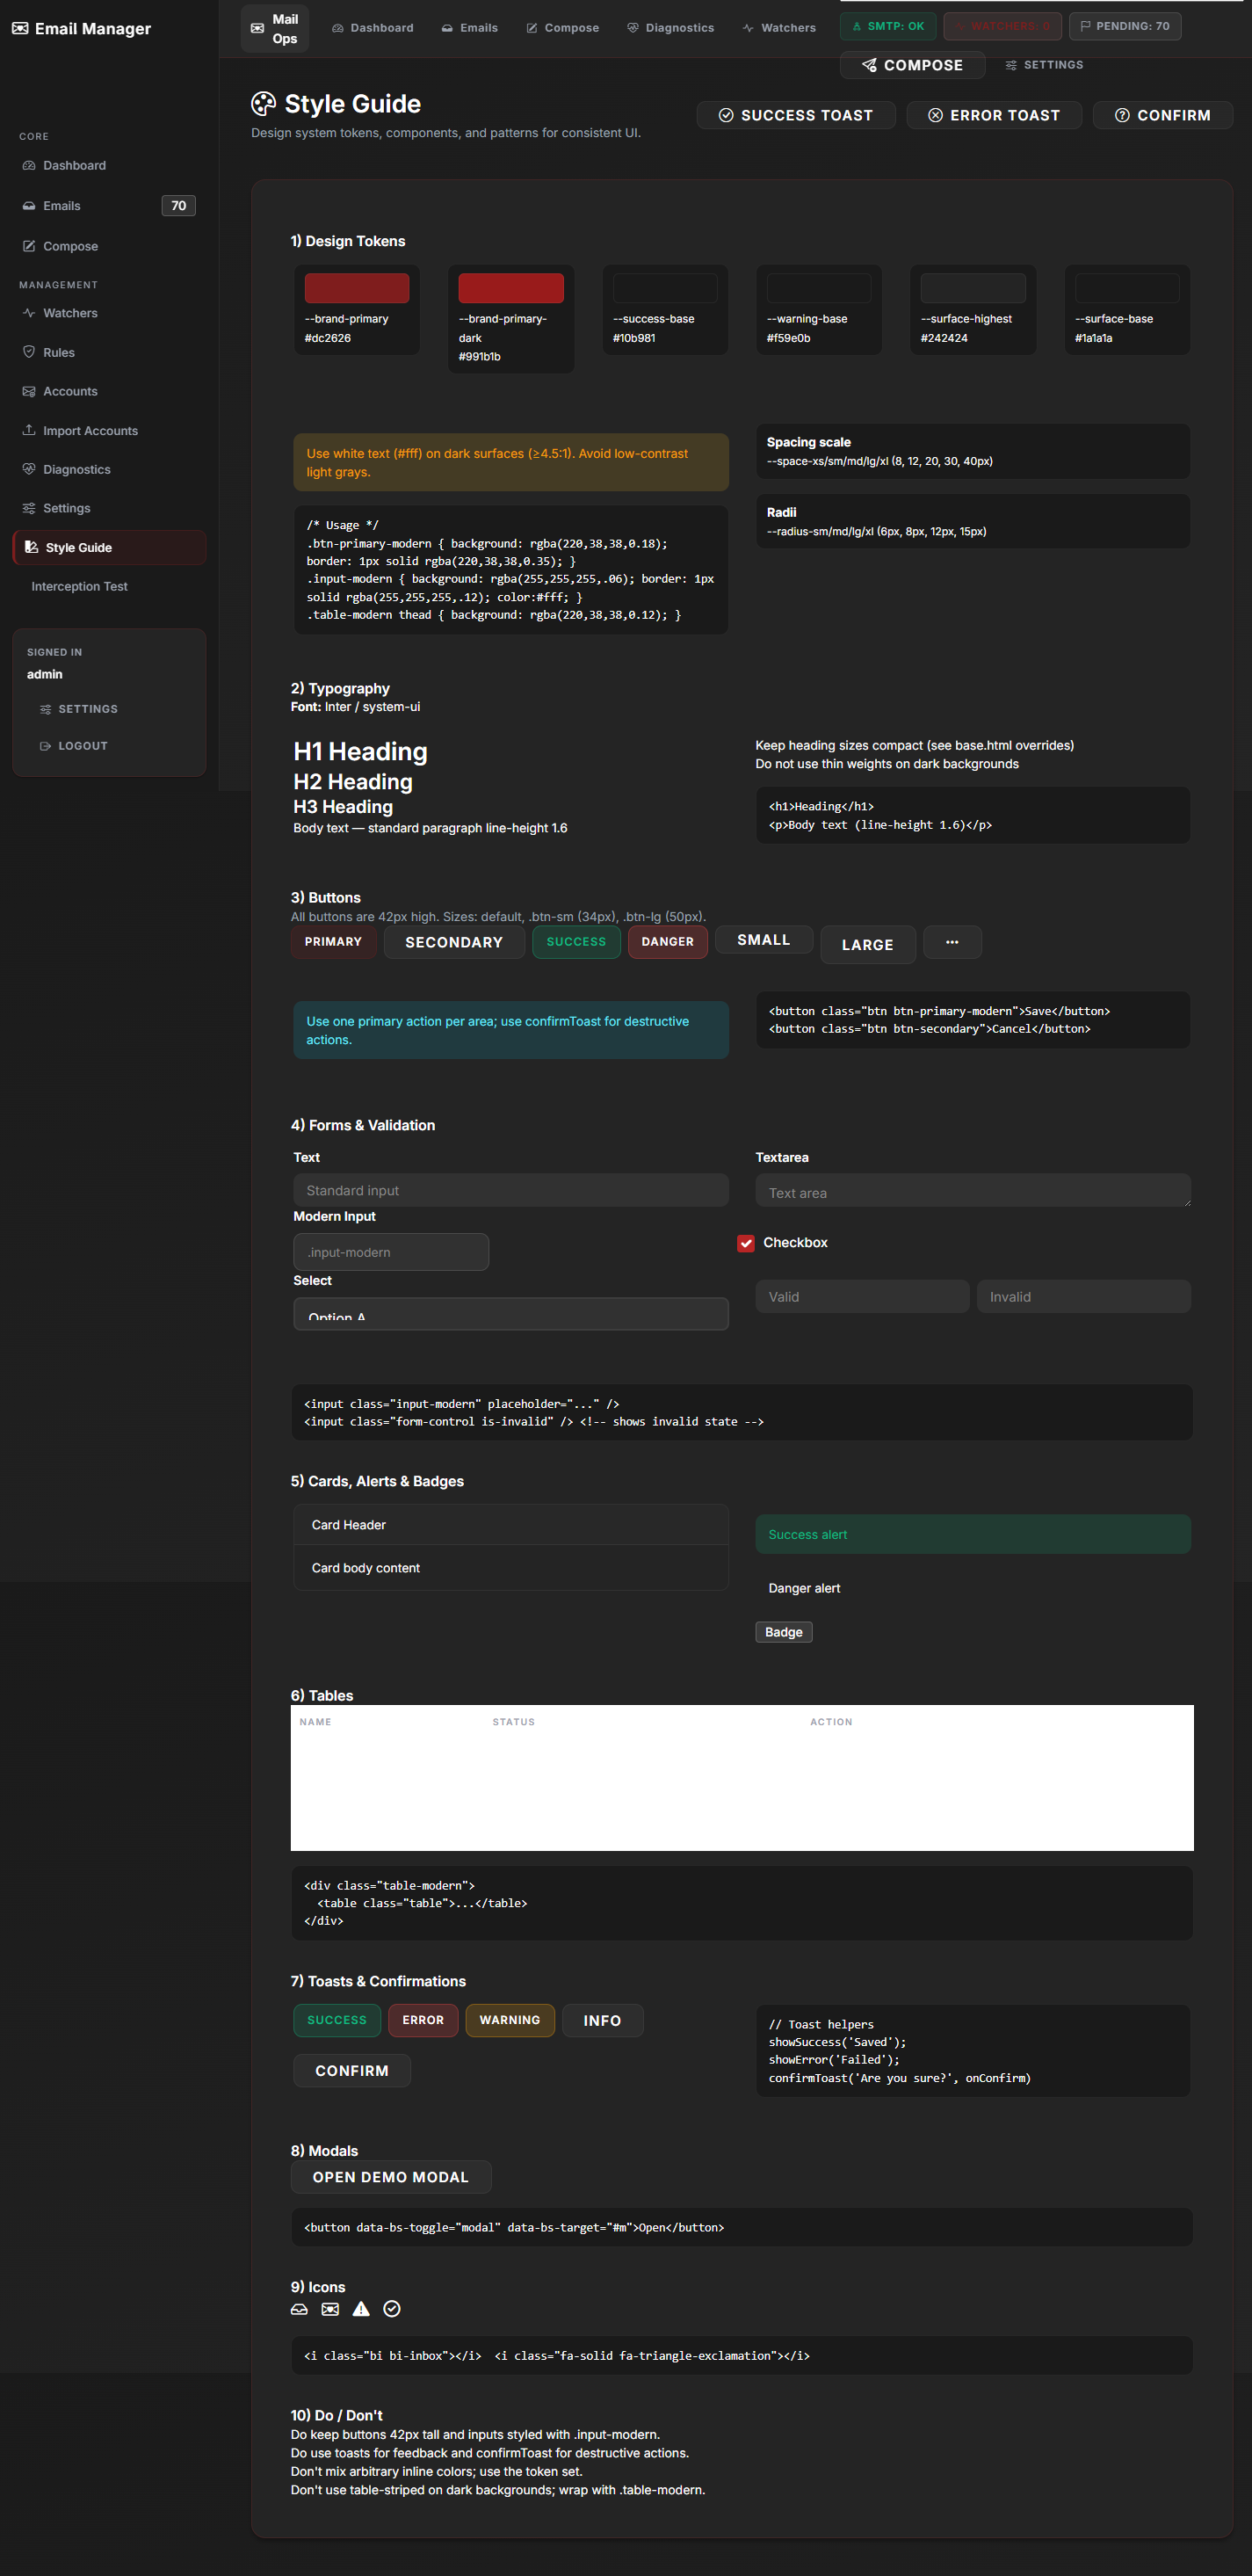 Email Manager
CORE
Dashboard
Emails
70
Compose
MANAGEMENT
Watchers
Rules
Accounts
Import Accounts
Diagnostics
Settings
Style Guide
Interception Test
SIGNED IN
admin
SETTINGS
LOGOUT
Mail
Ops
Dashboard
Emails
Compose
Diagnostics
Watchers
SMTP: OK
WATCHERS: 0
PENDING: 70
COMPOSE
SETTINGS
Style Guide
Design system tokens, components, and patterns for consistent UI.
SUCCESS TOAST
ERROR TOAST
CONFIRM
1) Design Tokens
--brand-primary
#dc2626
--brand-primary-
dark
#991b1b
--success-base
#10b981
--warning-base
#f59e0b
--surface-highest
#242424
--surface-base
#1a1a1a
Use white text (#fff) on dark surfaces (≥4.5:1). Avoid low-contrast
light grays.
/* Usage */
.btn-primary-modern { background: rgba(220,38,38,0.18);
border: 1px solid rgba(220,38,38,0.35); }
.input-modern { background: rgba(255,255,255,.06); border: 1px
solid rgba(255,255,255,.12); color:#fff; }
.table-modern thead { background: rgba(220,38,38,0.12); }
Spacing scale
--space-xs/sm/md/lg/xl (8, 12, 20, 30, 40px)
Radii
--radius-sm/md/lg/xl (6px, 8px, 12px, 15px)
2) Typography
Font: Inter / system-ui
H1 Heading
H2 Heading
H3 Heading
Body text — standard paragraph line-height 1.6
Keep heading sizes compact (see base.html overrides)
Do not use thin weights on dark backgrounds
<h1>Heading</h1>
<p>Body text (line-height 1.6)</p>
3) Buttons
All buttons are 42px high. Sizes: default, .btn-sm (34px), .btn-lg (50px).
PRIMARY
SECONDARY
SUCCESS
DANGER
SMALL
LARGE
Use one primary action per area; use confirmToast for destructive
actions.
<button class="btn btn-primary-modern">Save</button>
<button class="btn btn-secondary">Cancel</button>
4) Forms & Validation
Text
Standard input
Modern Input
.input-modern
Select
Option A
Textarea
Text area
Checkbox
Valid
Invalid
<input class="input-modern" placeholder="..." />
<input class="form-control is-invalid" /> <!-- shows invalid state -->
5) Cards, Alerts & Badges
Card Header
Card body content
Success alert
Danger alert
Badge
6) Tables
NAME STATUS ACTION
<div class="table-modern">
<table class="table">...</table>
</div>
7) Toasts & Confirmations
SUCCESS
ERROR
WARNING
INFO
CONFIRM
// Toast helpers
showSuccess('Saved');
showError('Failed');
confirmToast('Are you sure?', onConfirm)
8) Modals
OPEN DEMO MODAL
<button data-bs-toggle="modal" data-bs-target="#m">Open</button>
9) Icons
<i class="bi bi-inbox"></i> <i class="fa-solid fa-triangle-exclamation"></i>
10) Do / Don't
Do keep buttons 42px tall and inputs styled with .input-modern.
Do use toasts for feedback and confirmToast for destructive actions.
Don't mix arbitrary inline colors; use the token set.
Don't use table-striped on dark backgrounds; wrap with .table-modern.